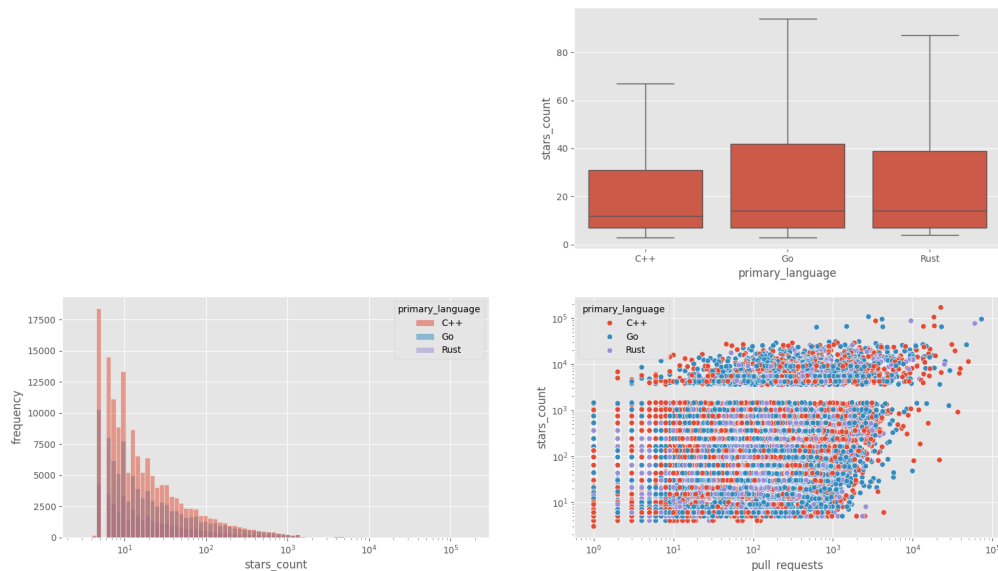 80
60
40
20
0
stars_count
C++ Go Rust
primary_language
17500
15000
12500
10000
7500
5000
2500
0
frequency
10¹ 10² 10³ 10⁴ 10⁵
stars_count
primary_language
C++
Go
Rust
10⁵
10⁴
10³
10²
10¹
stars_count
10⁰ 10¹ 10² 10³ 10⁴ 10⁵
pull_requests
primary_language
C++
Go
Rust